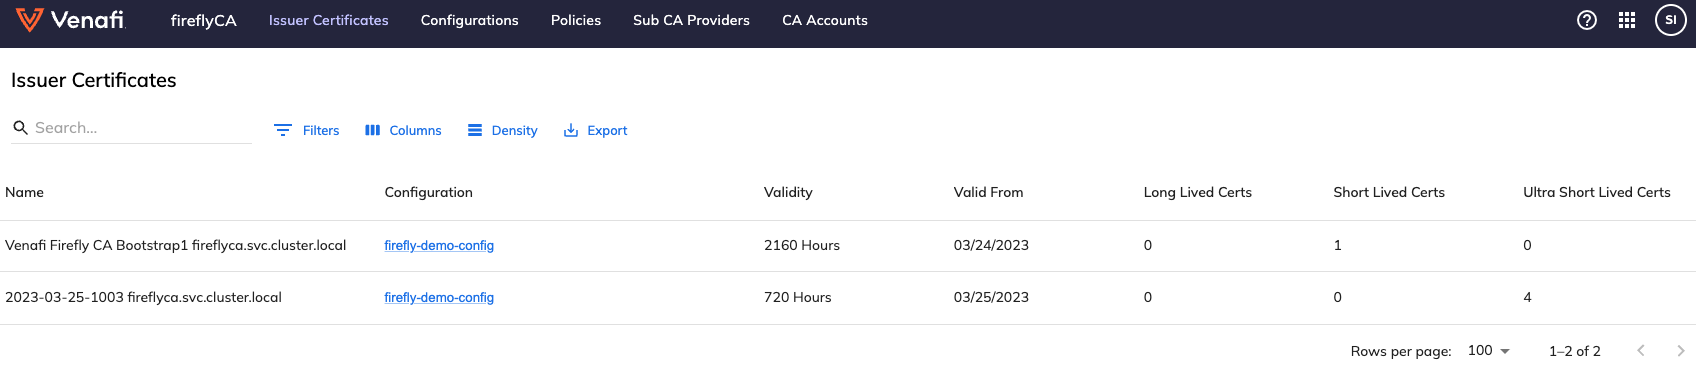 Venafi fireflyCA Issuer Certificates Configurations Policies Sub CA Providers CA Accounts SI
Issuer Certificates
Search... Filters Columns Density Export
Name Configuration Validity Valid From Long Lived Certs Short Lived Certs Ultra Short Lived Certs
Venafi Firefly CA Bootstrap1 fireflyca.svc.cluster.local firefly-demo-config 2160 Hours 03/24/2023 0 1 0
2023-03-25-1003 fireflyca.svc.cluster.local firefly-demo-config 720 Hours 03/25/2023 0 0 4
Rows per page: 100 1–2 of 2